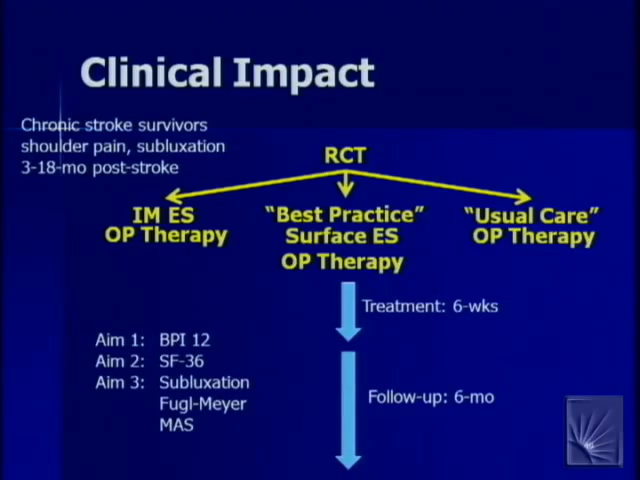 Clinical Impact
Chronic stroke survivors
shoulder pain, subluxation
3-18-mo post-stroke
RCT
IM ES
OP Therapy
“Best Practice”
Surface ES
OP Therapy
“Usual Care”
OP Therapy
Treatment: 6-wks
Aim 1: BPI 12
Aim 2: SF-36
Aim 3: Subluxation
Fugl-Meyer
MAS
Follow-up: 6-mo